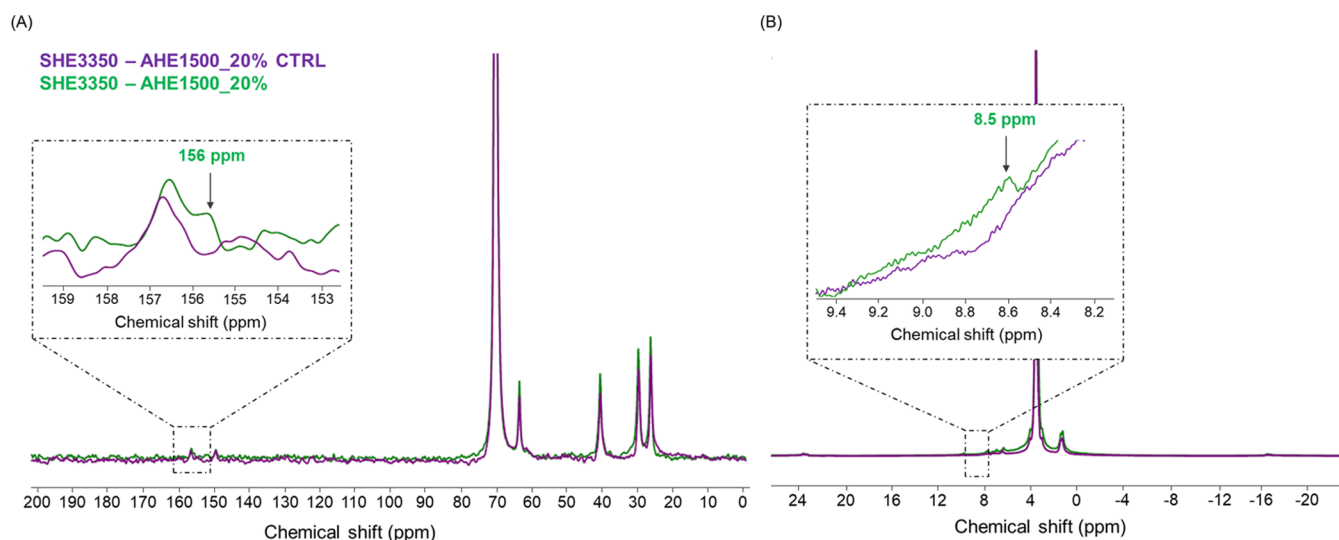 (A)
SHE3350 – AHE1500_20% CTRL
SHE3350 – AHE1500_20%
156 ppm
159 158 157 156 155 154 153
Chemical shift (ppm)
200 190 180 170 160 150 140 130 120 110 100 90 80 70 60 50 40 30 20 10 0
Chemical shift (ppm)
(B)
8.5 ppm
9.4 9.2 9.0 8.8 8.6 8.4 8.2
Chemical shift (ppm)
24 20 16 12 8 4 0 -4 -8 -12 -16 -20
Chemical shift (ppm)